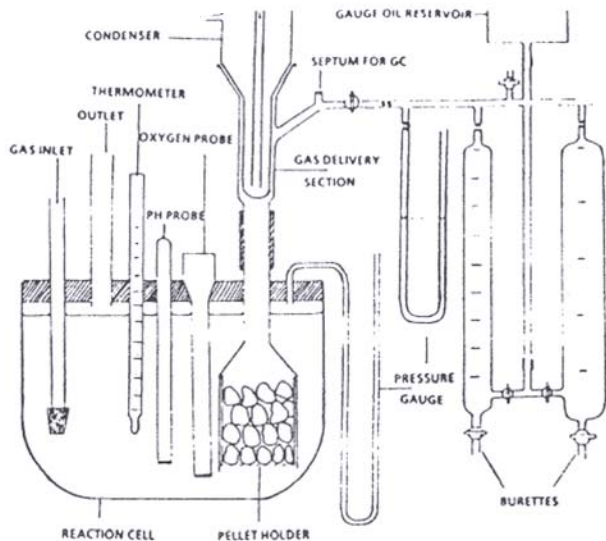 GAUGE OIL RESERVOIR
CONDENSER
SEPTUM FOR GC
THERMOMETER
OUTLET
OXYGEN PROBE
GAS INLET
GAS DELIVERY
SECTION
PH PROBE
PRESSURE
GAUGE
BURETTES
REACTION CELL
PELLET HOLDER